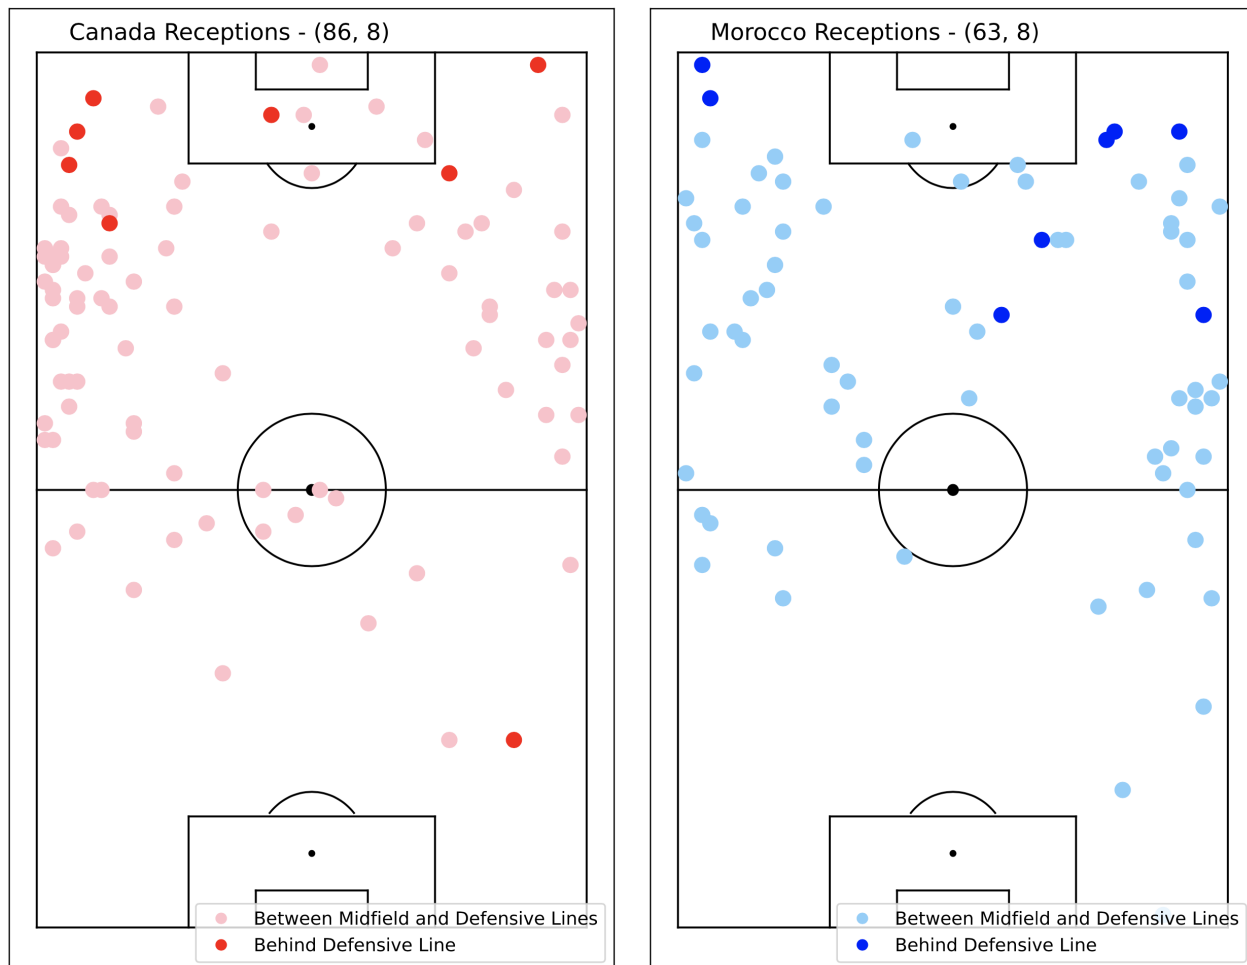 Canada Receptions - (86, 8)
Morocco Receptions - (63, 8)
Between Midfield and Defensive Lines
Behind Defensive Line
Between Midfield and Defensive Lines
Behind Defensive Line